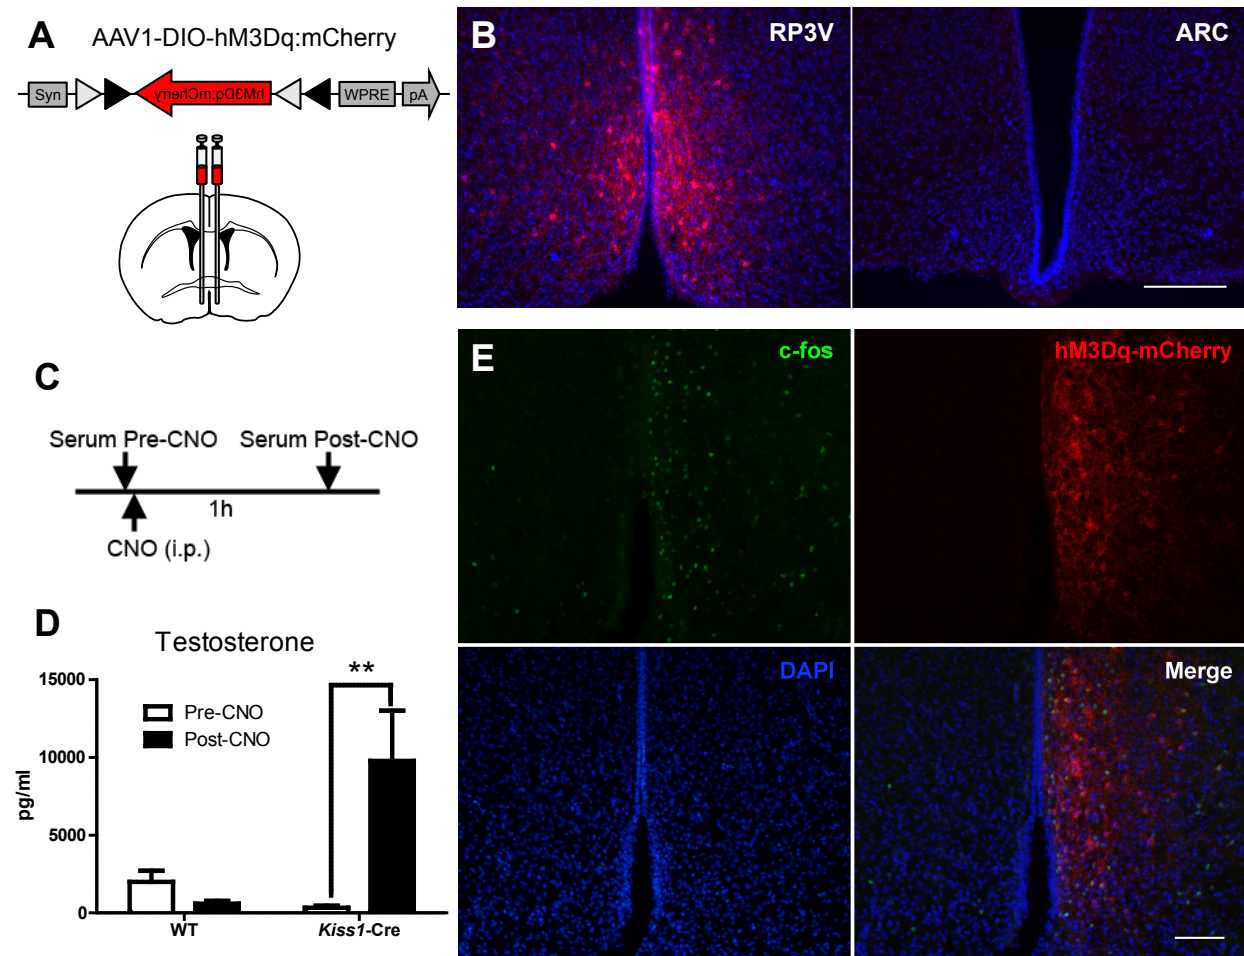 A
AAV1-DIO-hM3Dq:mCherry
Syn
hM3Dq:mCherry
WPRE
pA
B
RP3V
ARC
C
Serum Pre-CNO
Serum Post-CNO
1h
CNO (i.p.)
D
Testosterone
**
15000
10000
5000
0
pg/ml
Pre-CNO
Post-CNO
WT
Kiss1-Cre
E
c-fos
hM3Dq-mCherry
DAPI
Merge